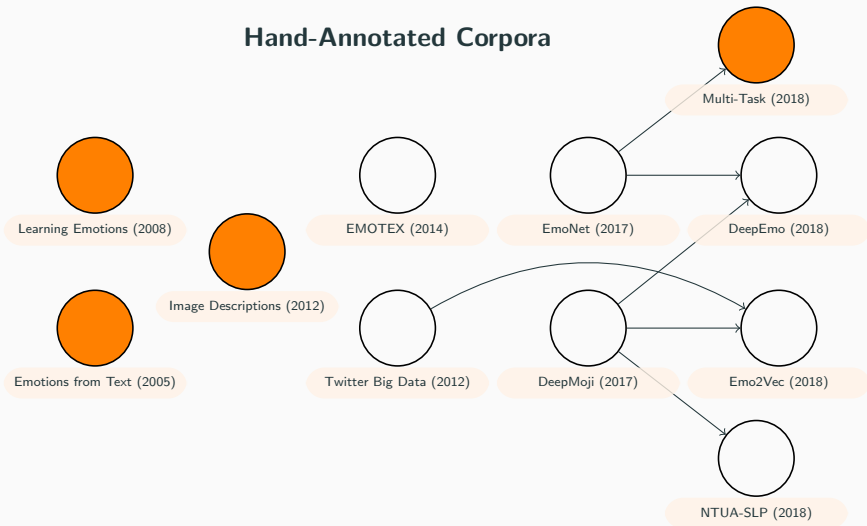 Hand-Annotated Corpora
Multi-Task (2018)
Learning Emotions (2008)
EMOTEX (2014)
EmoNet (2017)
DeepEmo (2018)
Image Descriptions (2012)
Emotions from Text (2005)
Twitter Big Data (2012)
DeepMoji (2017)
Emo2Vec (2018)
NTUA-SLP (2018)